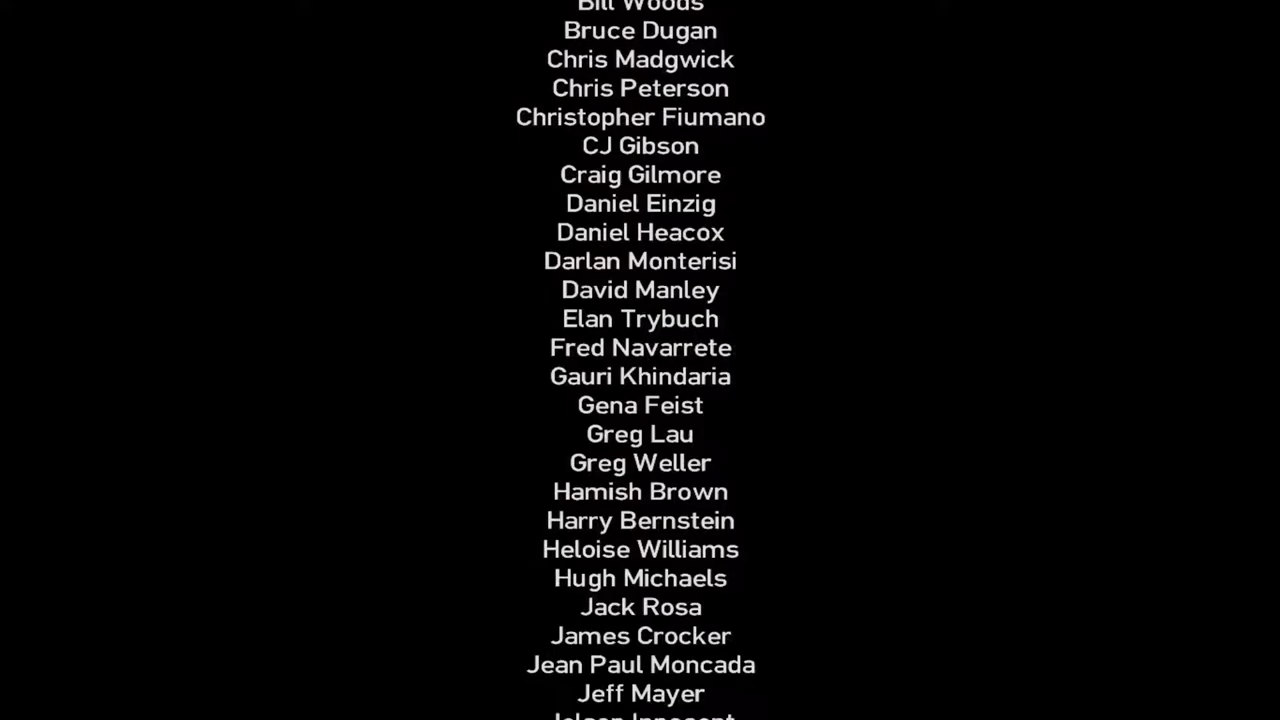 Bill Woods
Bruce Dugan
Chris Madgwick
Chris Peterson
Christopher Fiumano
CJ Gibson
Craig Gilmore
Daniel Einzig
Daniel Heacox
Darlan Monterisi
David Manley
Elan Trybuch
Fred Navarrete
Gauri Khindaria
Gena Feist
Greg Lau
Greg Weller
Hamish Brown
Harry Bernstein
Heloise Williams
Hugh Michaels
Jack Rosa
James Crocker
Jean Paul Moncada
Jeff Mayer